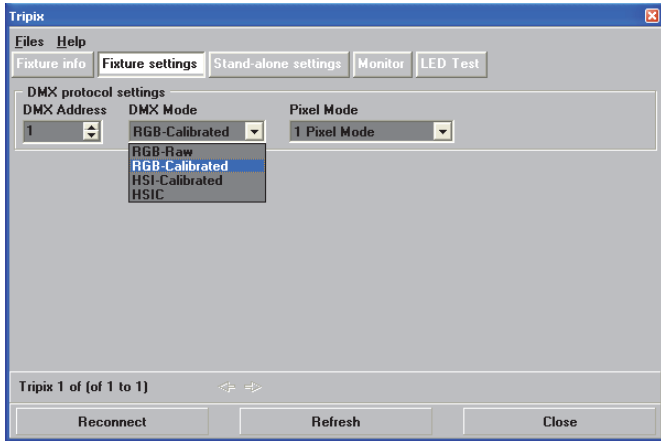 Tripix
Files Help
Fixture info Fixture settings Stand-alone settings Monitor LED Test
DMX protocol settings
DMX Address DMX Mode Pixel Mode
1 RGB-Calibrated 1 Pixel Mode
RGB-Raw
RGB-Calibrated
HSI-Calibrated
HSIC
Tripix 1 of (of 1 to 1)
Reconnect Refresh Close